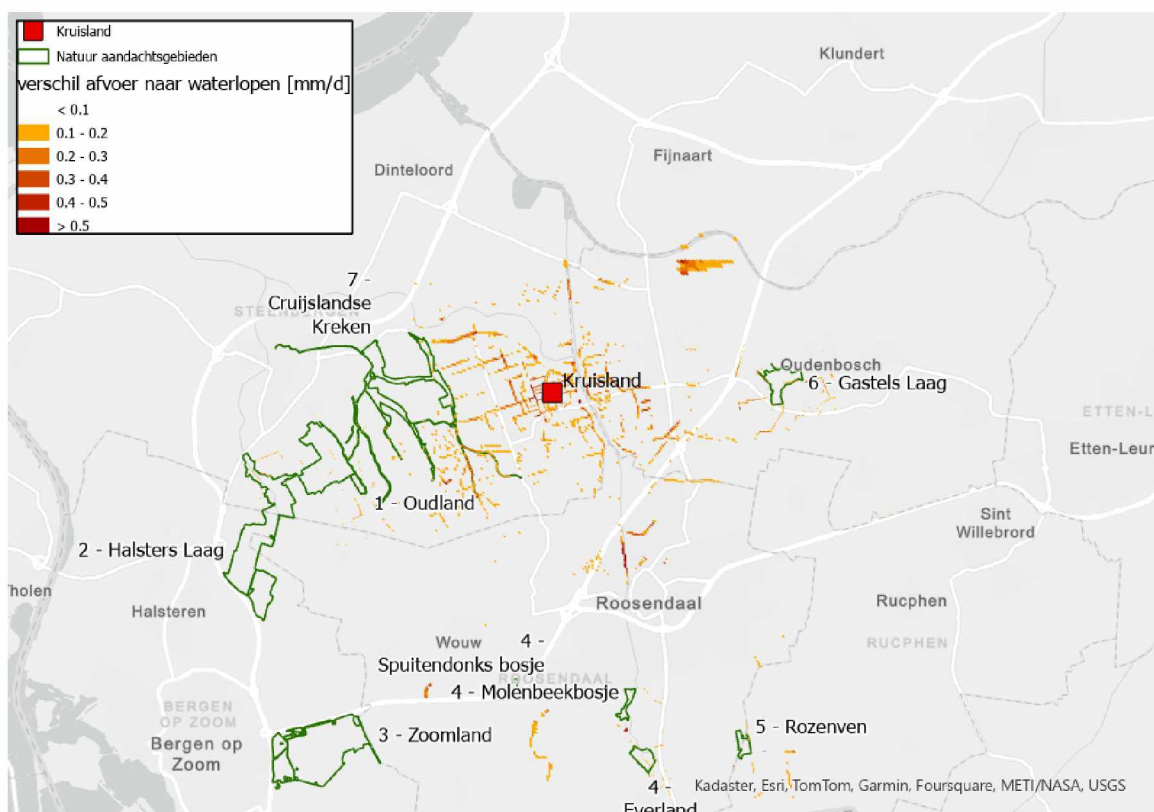 Kruisland
Natuur aandachtsgebieden
verschil afvoer naar waterlopen [mm/d]
< 0.1
0.1 - 0.2
0.2 - 0.3
0.3 - 0.4
0.4 - 0.5
> 0.5
Klundert
Fijnaart
Dinteloord
7 -
Cruijslandse
Kreken
STEENBERGEN
Oudenbosch
Kruisland
6 - Gastels Laag
ETTEN-L
Etten-Leur
1 - Oudland
Sint
Willebrord
2 - Halsters Laag
Tholen
Halsteren
Roosendaal
Rucphen
RUCPHEN
Wouw
4 -
Spuitendonks bosje
ROOSENDAAL
4 - Molenbeekbosje
BERGEN
OP ZOOM
Bergen op
Zoom
3 - Zoomland
5 - Rozenven
4 -
Everland
Kadaster, Esri, TomTom, Garmin, Foursquare, METI/NASA, USGS